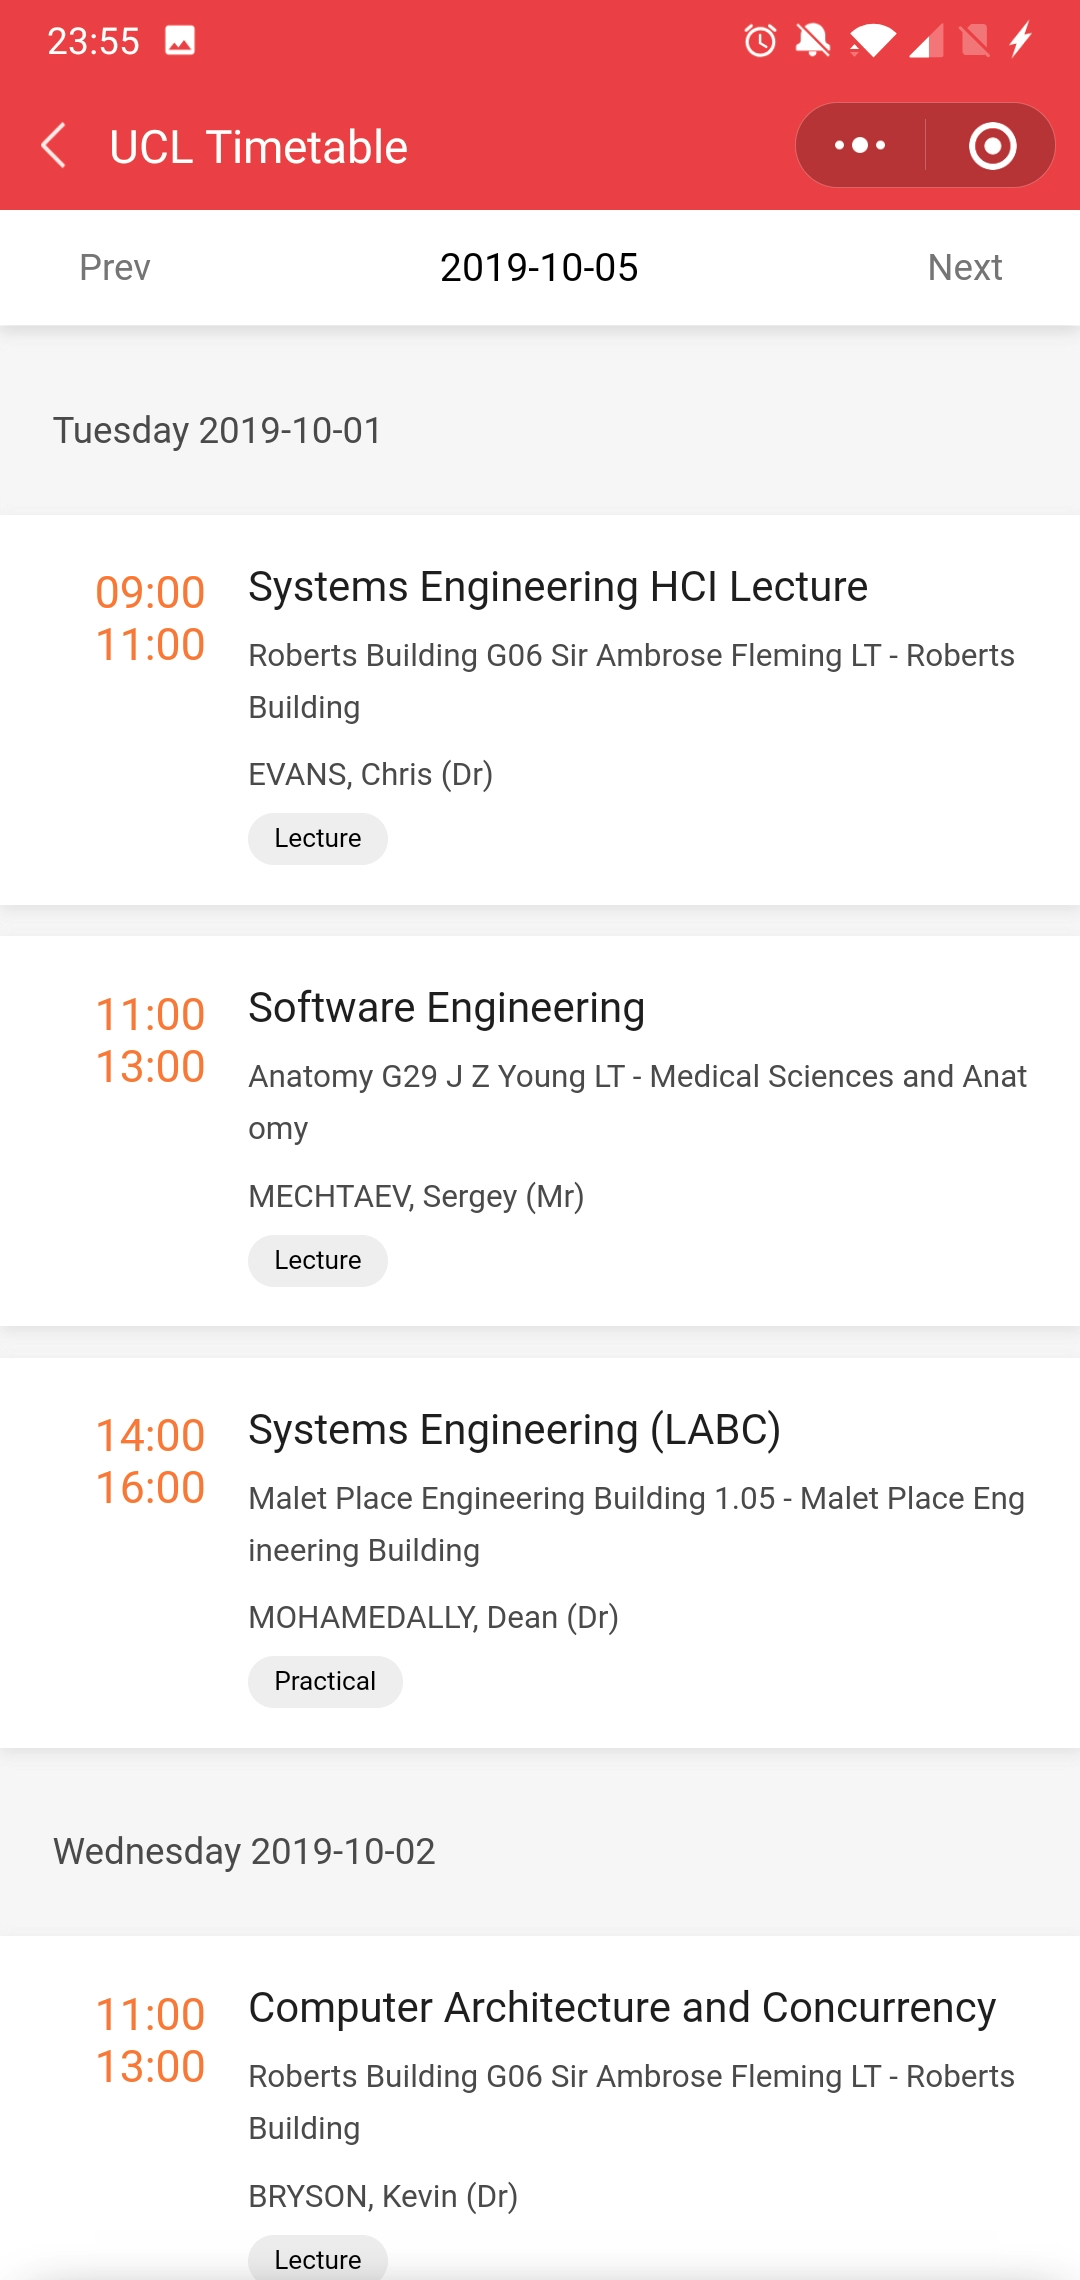 23:55
UCL Timetable
Prev 2019-10-05 Next
Tuesday 2019-10-01
09:00
11:00
Systems Engineering HCI Lecture
Roberts Building G06 Sir Ambrose Fleming LT - Roberts
Building
EVANS, Chris (Dr)
Lecture
11:00
13:00
Software Engineering
Anatomy G29 J Z Young LT - Medical Sciences and Anat
omy
MECHTAEV, Sergey (Mr)
Lecture
14:00
16:00
Systems Engineering (LABC)
Malet Place Engineering Building 1.05 - Malet Place Eng
ineering Building
MOHAMEDALLY, Dean (Dr)
Practical
Wednesday 2019-10-02
11:00
13:00
Computer Architecture and Concurrency
Roberts Building G06 Sir Ambrose Fleming LT - Roberts
Building
BRYSON, Kevin (Dr)
Lecture